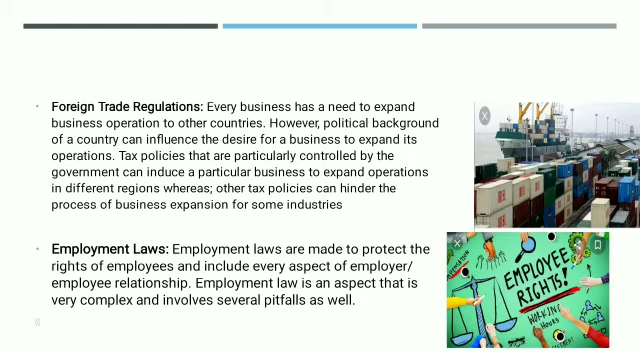 Foreign Trade Regulations: Every business has a need to expand
business operation to other countries. However, political background
of a country can influence the desire for a business to expand its
operations. Tax policies that are particularly controlled by the
government can induce a particular business to expand operations
in different regions whereas; other tax policies can hinder the
process of business expansion for some industries
Employment Laws: Employment laws are made to protect the
rights of employees and include every aspect of employer/
employee relationship. Employment law is an aspect that is
very complex and involves several pitfalls as well.
EMPLOYEE
RIGHTS!
WORKING
HOURS